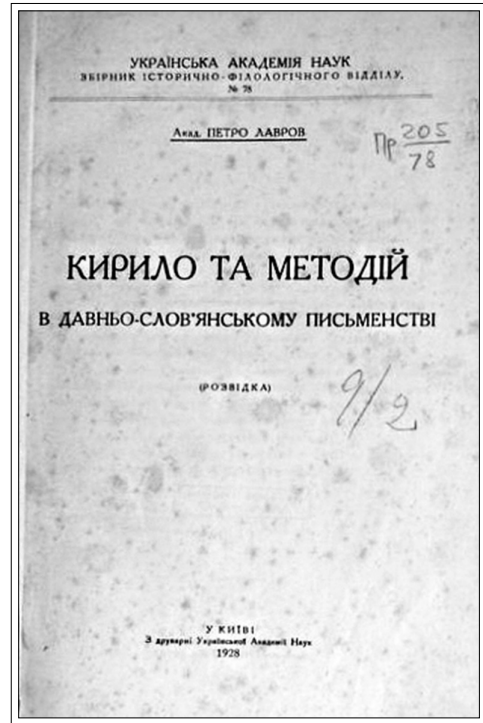 УКРАЇНСЬКА АКАДЕМІЯ НАУК
ЗБІРНИК ІСТОРИЧНО-ФІЛОЛОГІЧНОГО ВІДДІЛУ.
№ 78
Акад. ПЕТРО ЛАВРОВ
Пр 205
78
КИРИЛО ТА МЕТОДІЙ
В ДАВНЬО-СЛОВ'ЯНСЬКОМУ ПИСЬМЕНСТВІ
(РОЗВІДКА)
9/2
У КИЇВІ
З друкарні Української Академії Наук
1928